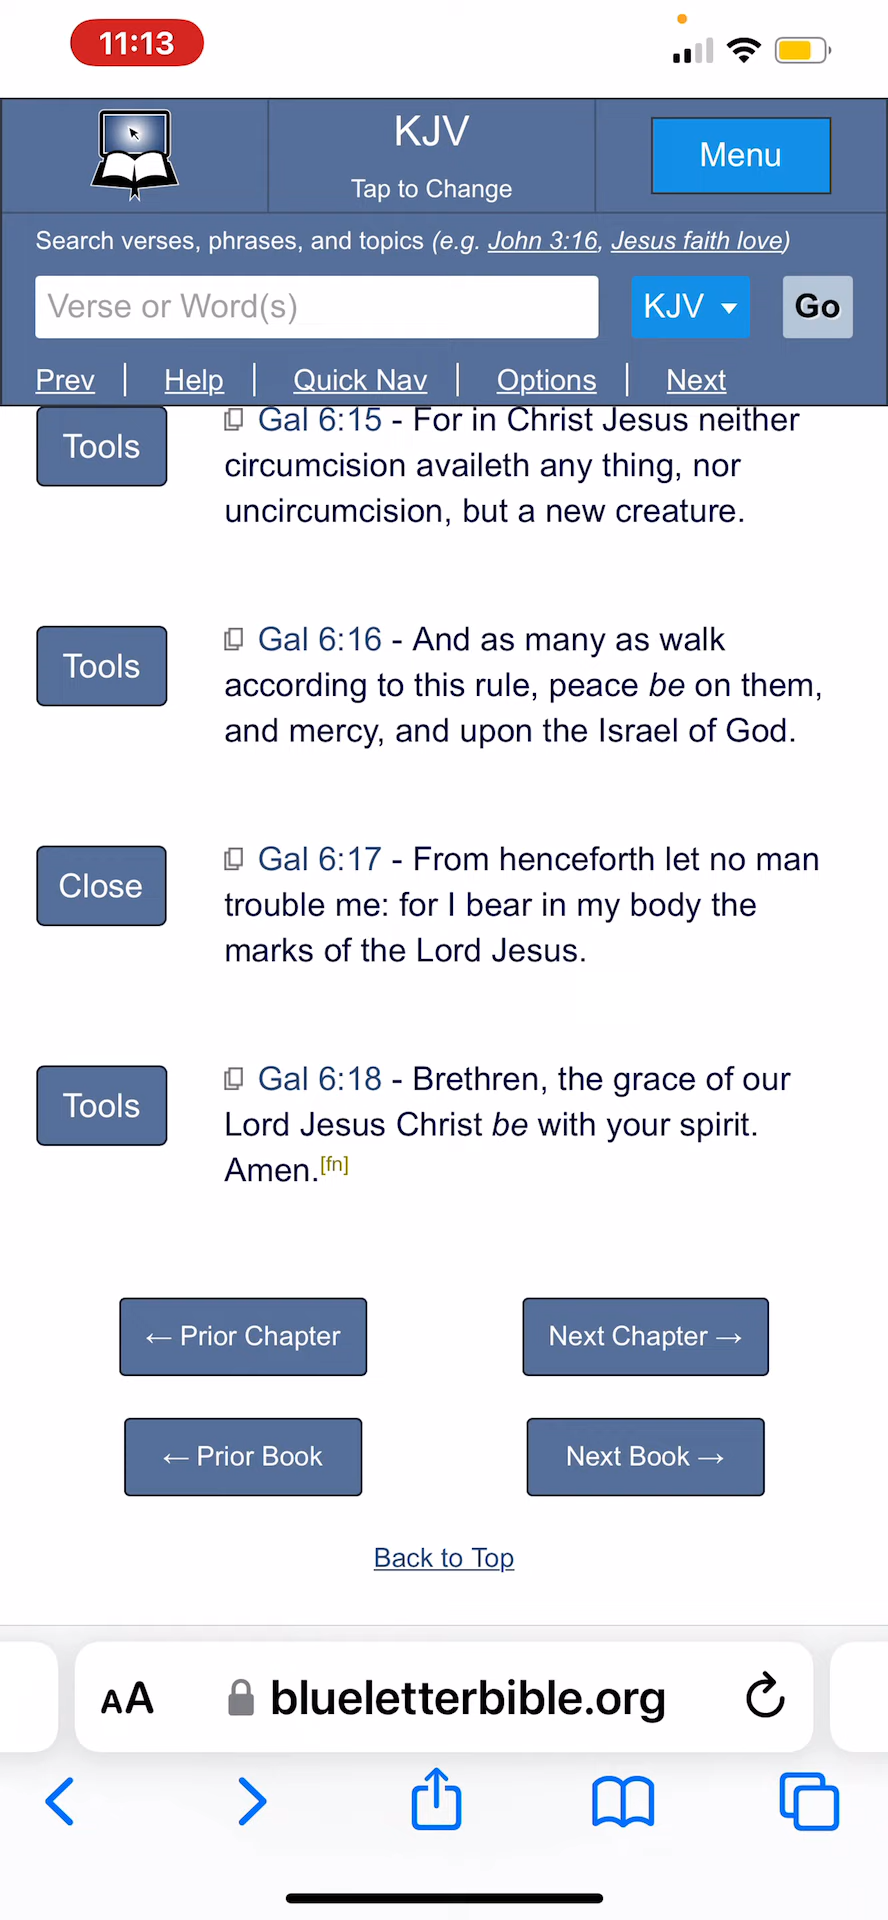 11:13
KJV
Tap to Change
Menu
Search verses, phrases, and topics (e.g. John 3:16, Jesus faith love)
Verse or Word(s)
KJV
Go
Prev | Help | Quick Nav | Options | Next
Tools
Gal 6:15 - For in Christ Jesus neither
circumcision availeth any thing, nor
uncircumcision, but a new creature.
Tools
Gal 6:16 - And as many as walk
according to this rule, peace be on them,
and mercy, and upon the Israel of God.
Close
Gal 6:17 - From henceforth let no man
trouble me: for I bear in my body the
marks of the Lord Jesus.
Tools
Gal 6:18 - Brethren, the grace of our
Lord Jesus Christ be with your spirit.
Amen.[fn]
← Prior Chapter
Next Chapter →
← Prior Book
Next Book →
Back to Top
AA
blueletterbible.org